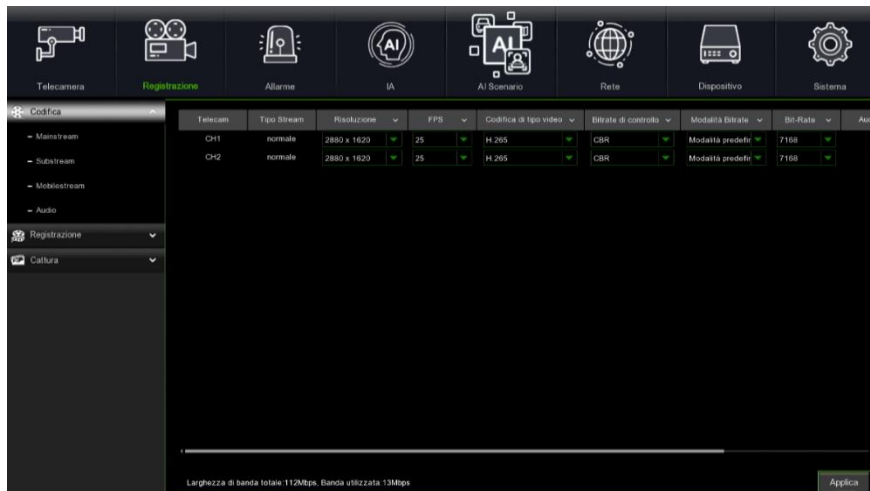 Telecamera Registrazione Allarme IA AI Scenario Rete Dispositivo Sistema
Codifica
Mainstream
Substream
Mobilestream
Audio
Registrazione
Cattura
Telecam Tipo Stream Risoluzione FPS Codifica di tipo video Bitrate di controllo Modalità Bitrate Bit-Rate
CH1 normale 2880 x 1620 25 H.265 CBR Modalità predefir 7168
CH2 normale 2880 x 1620 25 H.265 CBR Modalità predefir 7168
Larghezza di banda totale:112Mbps, Banda utilizzata 13Mbps
Applica